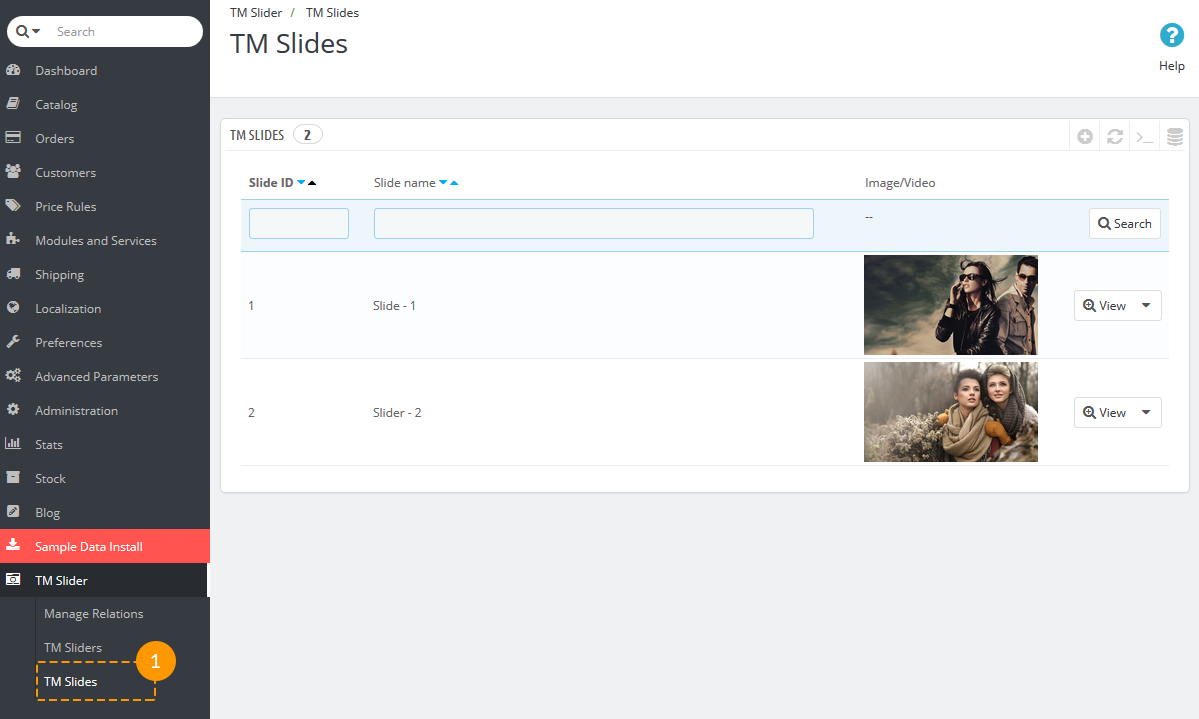 Search
Dashboard
Catalog
Orders
Customers
Price Rules
Modules and Services
Shipping
Localization
Preferences
Advanced Parameters
Administration
Stats
Stock
Blog
Sample Data Install
TM Slider
Manage Relations
TM Sliders
TM Slides
1
TM Slider / TM Slides
TM Slides
?
Help
TM SLIDES 2
Slide ID Slide name Image/Video
-- Search
1 Slide - 1 View
2 Slider - 2 View